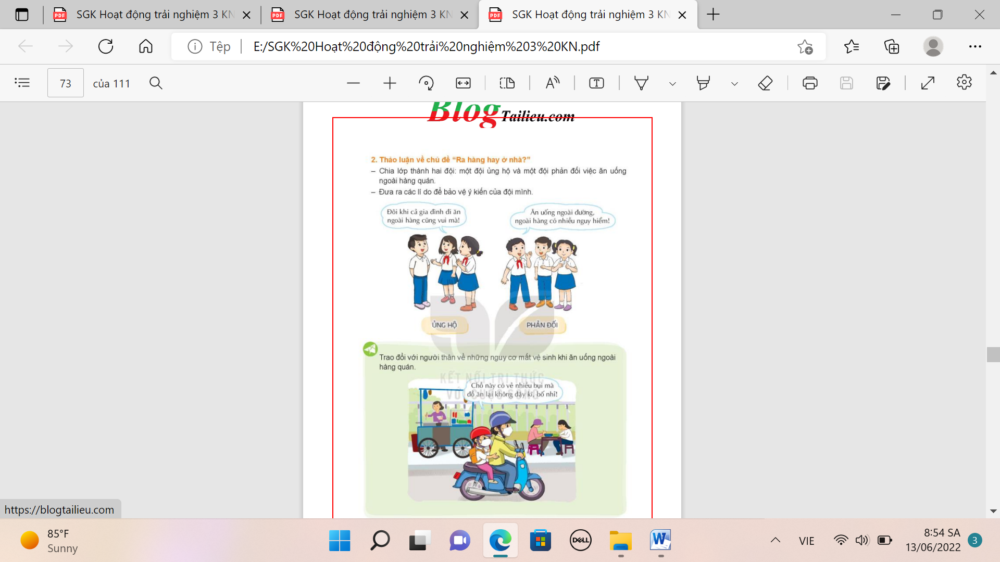 SGK Hoạt động trải nghiệm 3 KN
SGK Hoạt động trải nghiệm 3 KN
SGK Hoạt động trải nghiệm 3 KN
Tệp
E:/SGK%20Hoạt%20động%20trải%20nghiệm%203%20KN.pdf
73
của 111
Blog Tailieu.com
2. Thảo luận về chủ đề “Ra hàng hay ở nhà?”
– Chia lớp thành hai đội: một đội ủng hộ và một đội phản đối việc ăn uống
ngoài hàng quán.
– Đưa ra các lí do để bảo vệ ý kiến của đội mình.
Đôi khi cả gia đình đi ăn
ngoài hàng cũng vui mà!
Ăn uống ngoài đường,
ngoài hàng có nhiều nguy hiểm!
ỦNG HỘ
PHẢN ĐỐI
Trao đổi với người thân về những nguy cơ mất vệ sinh khi ăn uống ngoài
hàng quán.
KẾT NỐI TRI THỨC
VỚI CUỘC SỐNG
Chỗ này có vẻ nhiều bụi mà
đồ ăn lại không đậy kĩ, bố nhỉ!
https://blogtailieu.com
85°F
Sunny
DELL
VIE
8:54 SA
13/06/2022
3